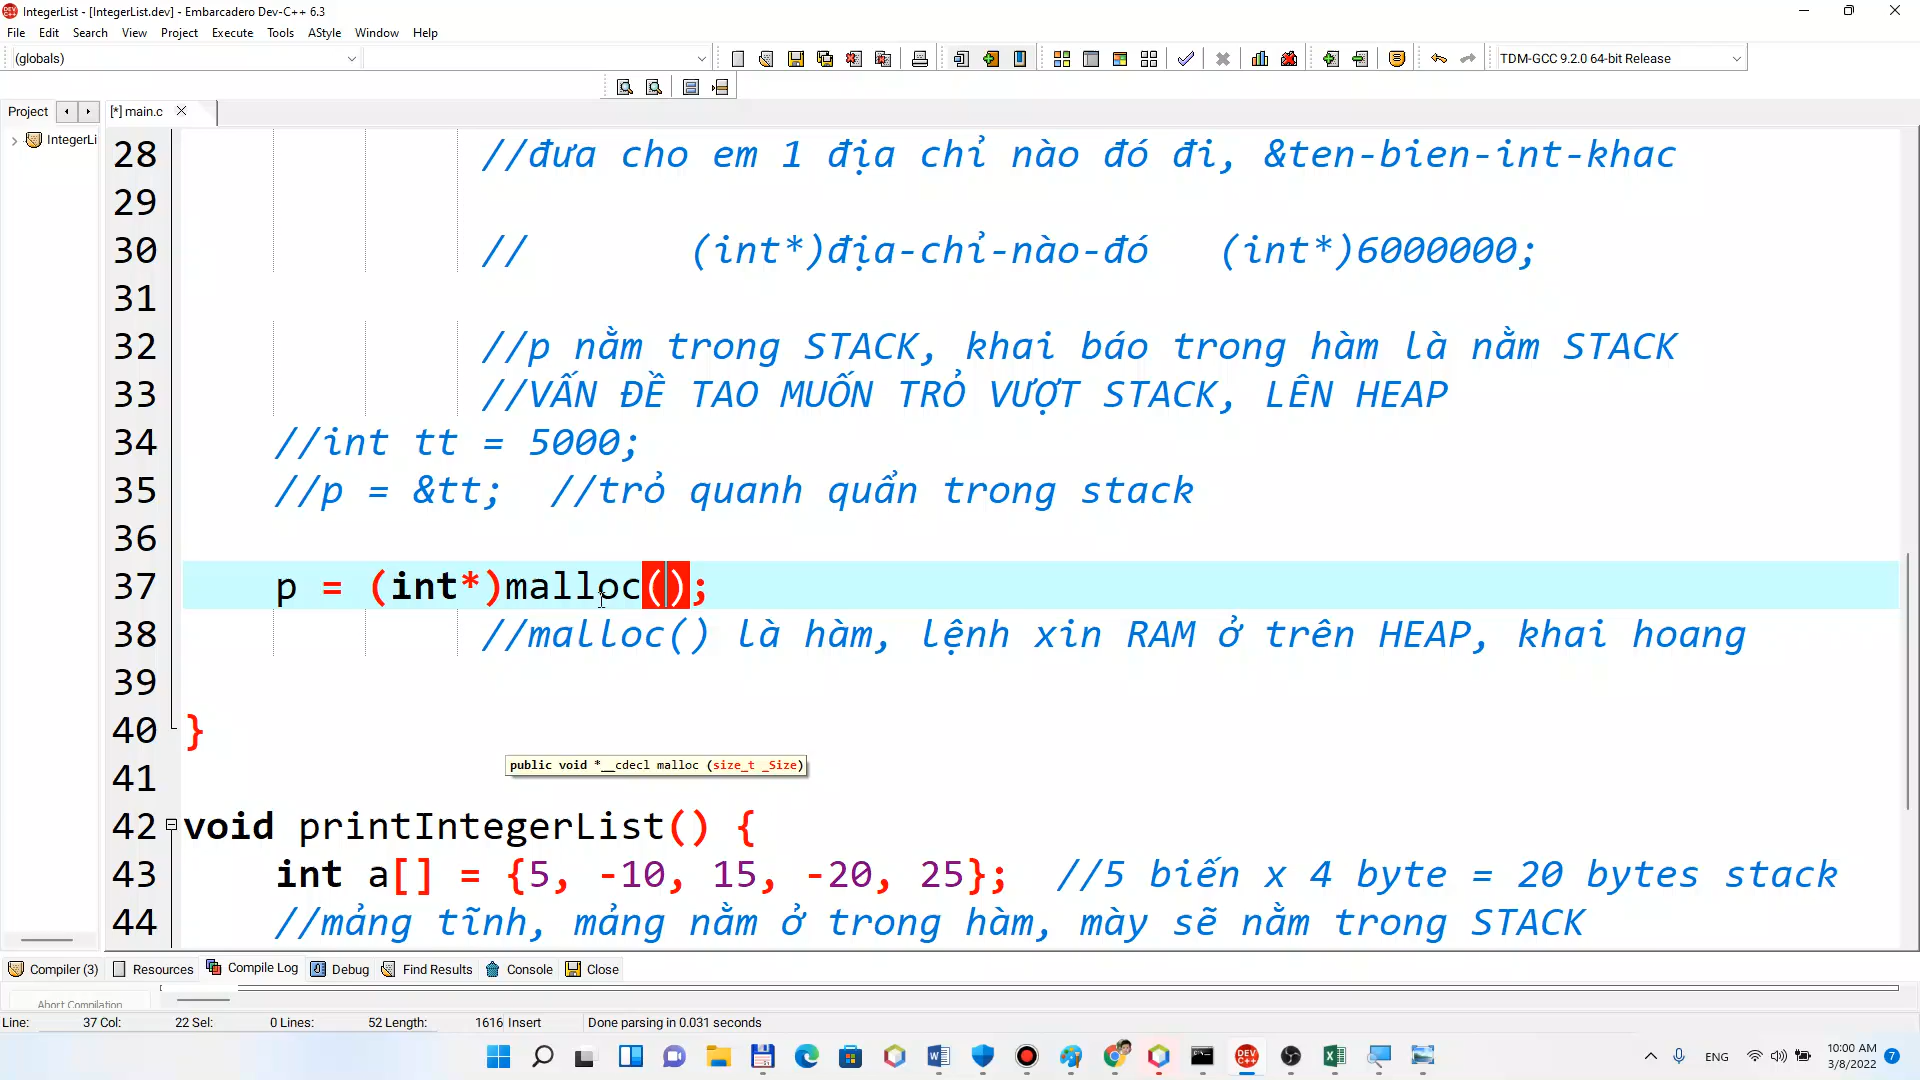 IntegerList - [IntegerList.dev] - Embarcadero Dev-C++ 6.3
File Edit Search View Project Execute Tools AStyle Window Help
(globals)
TDM-GCC 9.2.0 64-bit Release
Project
[*] main.c
IntegerLi
28 //đưa cho em 1 địa chỉ nào đó đi, &ten-bien-int-khac
29
30 // (int*)địa-chỉ-nào-đó (int*)6000000;
31
32 //p nằm trong STACK, khai báo trong hàm là nằm STACK
33 //VẤN ĐỀ TAO MUỐN TRỎ VƯỢT STACK, LÊN HEAP
34 //int tt = 5000;
35 //p = &tt; //trỏ quanh quẩn trong stack
36
37 p = (int*)malloc();
38 //malloc() là hàm, lệnh xin RAM ở trên HEAP, khai hoang
39
40 }
public void *__cdecl malloc (size_t _Size)
41
42 void printIntegerList() {
43 int a[] = {5, -10, 15, -20, 25}; //5 biến x 4 byte = 20 bytes stack
44 //mảng tĩnh, mảng nằm ở trong hàm, mày sẽ nằm trong STACK
Compiler (3) Resources Compile Log Debug Find Results Console Close
Abort Compilation
Line: 37 Col: 22 Sel: 0 Lines: 52 Length: 1616 Insert Done parsing in 0.031 seconds
DEV C++
ENG
10:00 AM
3/8/2022
7